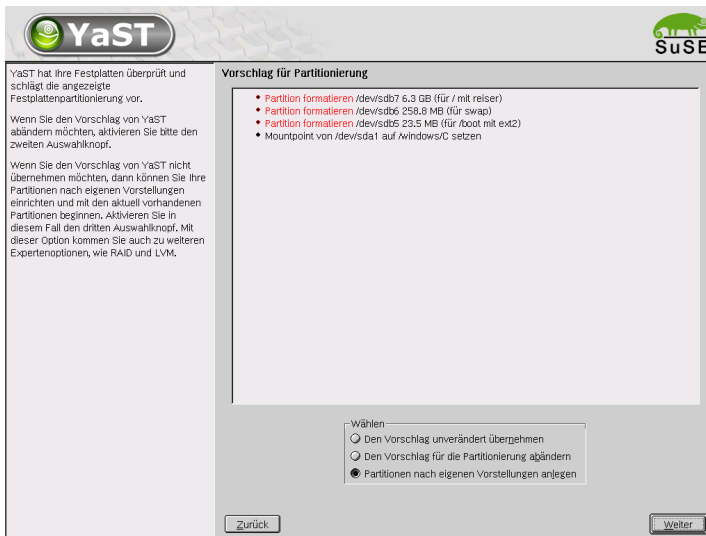 YaST
SuSE
YaST hat Ihre Festplatten überprüft und
schlägt die angezeigte
Festplattenpartitionierung vor.
Wenn Sie den Vorschlag von YaST
abändern möchten, aktivieren Sie bitte den
zweiten Auswahlknopf.
Wenn Sie den Vorschlag von YaST nicht
übernehmen möchten, dann können Sie Ihre
Partitionen nach eigenen Vorstellungen
einrichten und mit den aktuell vorhandenen
Partitionen beginnen. Aktivieren Sie in
diesem Fall den dritten Auswahlknopf. Mit
dieser Option kommen Sie auch zu weiteren
Expertenoptionen, wie RAID und LVM.
Vorschlag für Partitionierung
Partition formatieren /dev/sdb7 6.3 GB (für / mit reiser)
Partition formatieren /dev/sdb6 258.8 MB (für swap)
Partition formatieren /dev/sdb5 23.5 MB (für /boot mit ext2)
Mountpoint von /dev/sda1 auf /windows/C setzen
Wählen
Den Vorschlag unverändert übernehmen
Den Vorschlag für die Partitionierung abändern
Partitionen nach eigenen Vorstellungen anlegen
Zurück
Weiter